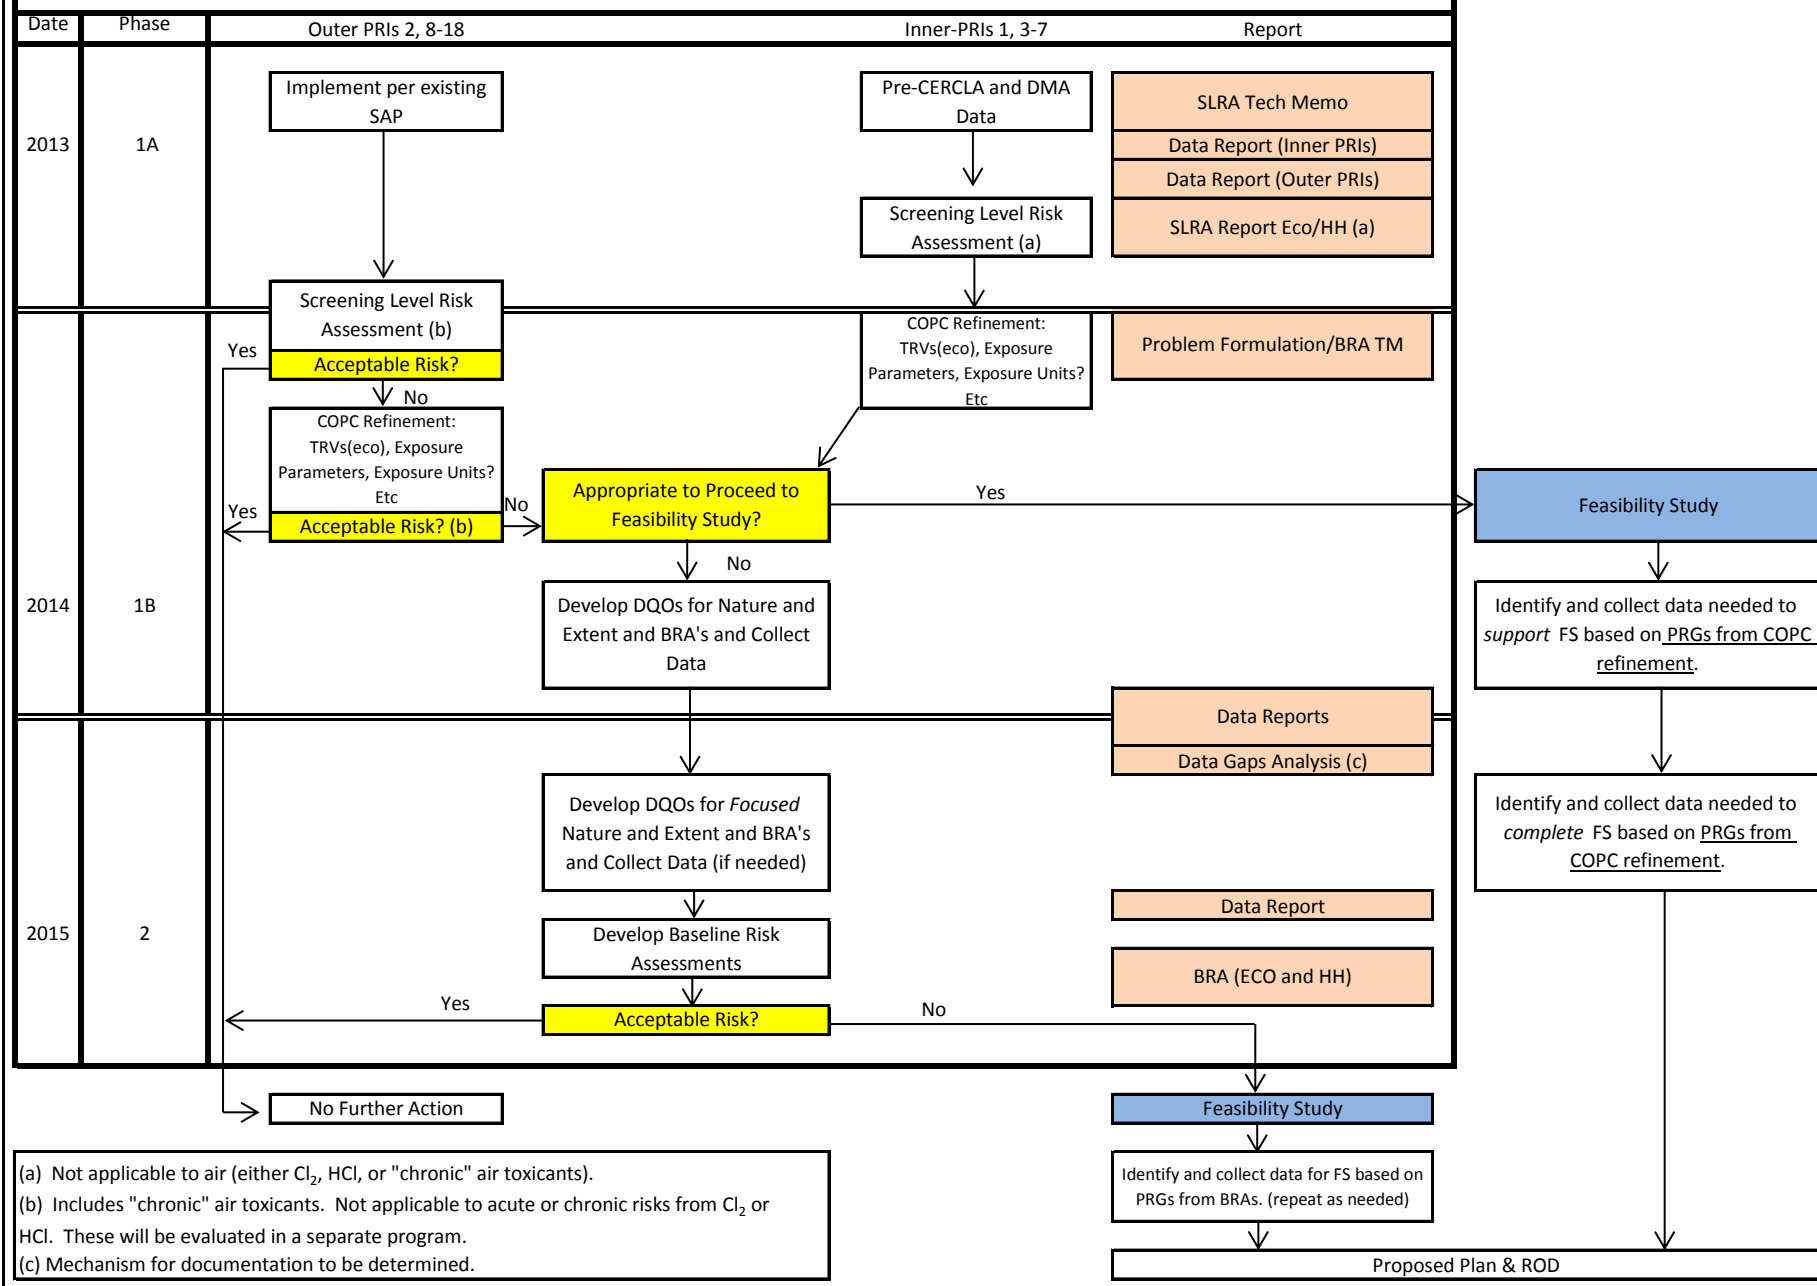 Date
Phase
Outer PRIs 2, 8-18
Inner-PRIs 1, 3-7
Report
2013
1A
Implement per existing
SAP
Pre-CERCLA and DMA
Data
SLRA Tech Memo
Data Report (Inner PRIs)
Data Report (Outer PRIs)
Screening Level Risk
Assessment (a)
SLRA Report Eco/HH (a)
Screening Level Risk
Assessment (b)
Yes
Acceptable Risk?
No
COPC Refinement:
TRVs(eco), Exposure
Parameters, Exposure Units?
Etc
Problem Formulation/BRA TM
COPC Refinement:
TRVs(eco), Exposure
Parameters, Exposure Units?
Etc
Yes
Acceptable Risk? (b)
No
Appropriate to Proceed to
Feasibility Study?
Yes
Feasibility Study
No
2014
1B
Develop DQOs for Nature and
Extent and BRA's and Collect
Data
Identify and collect data needed to
support FS based on PRGs from COPC
refinement.
Data Reports
Data Gaps Analysis (c)
Develop DQOs for Focused
Nature and Extent and BRA's
and Collect Data (if needed)
Identify and collect data needed to
complete FS based on PRGs from
COPC refinement.
Data Report
2015
2
Develop Baseline Risk
Assessments
BRA (ECO and HH)
Yes
Acceptable Risk?
No
No Further Action
Feasibility Study
Identify and collect data for FS based on
PRGs from BRAs. (repeat as needed)
Proposed Plan & ROD
(a) Not applicable to air (either Cl2, HCl, or "chronic" air toxicants).
(b) Includes "chronic" air toxicants. Not applicable to acute or chronic risks from Cl2 or
HCl. These will be evaluated in a separate program.
(c) Mechanism for documentation to be determined.